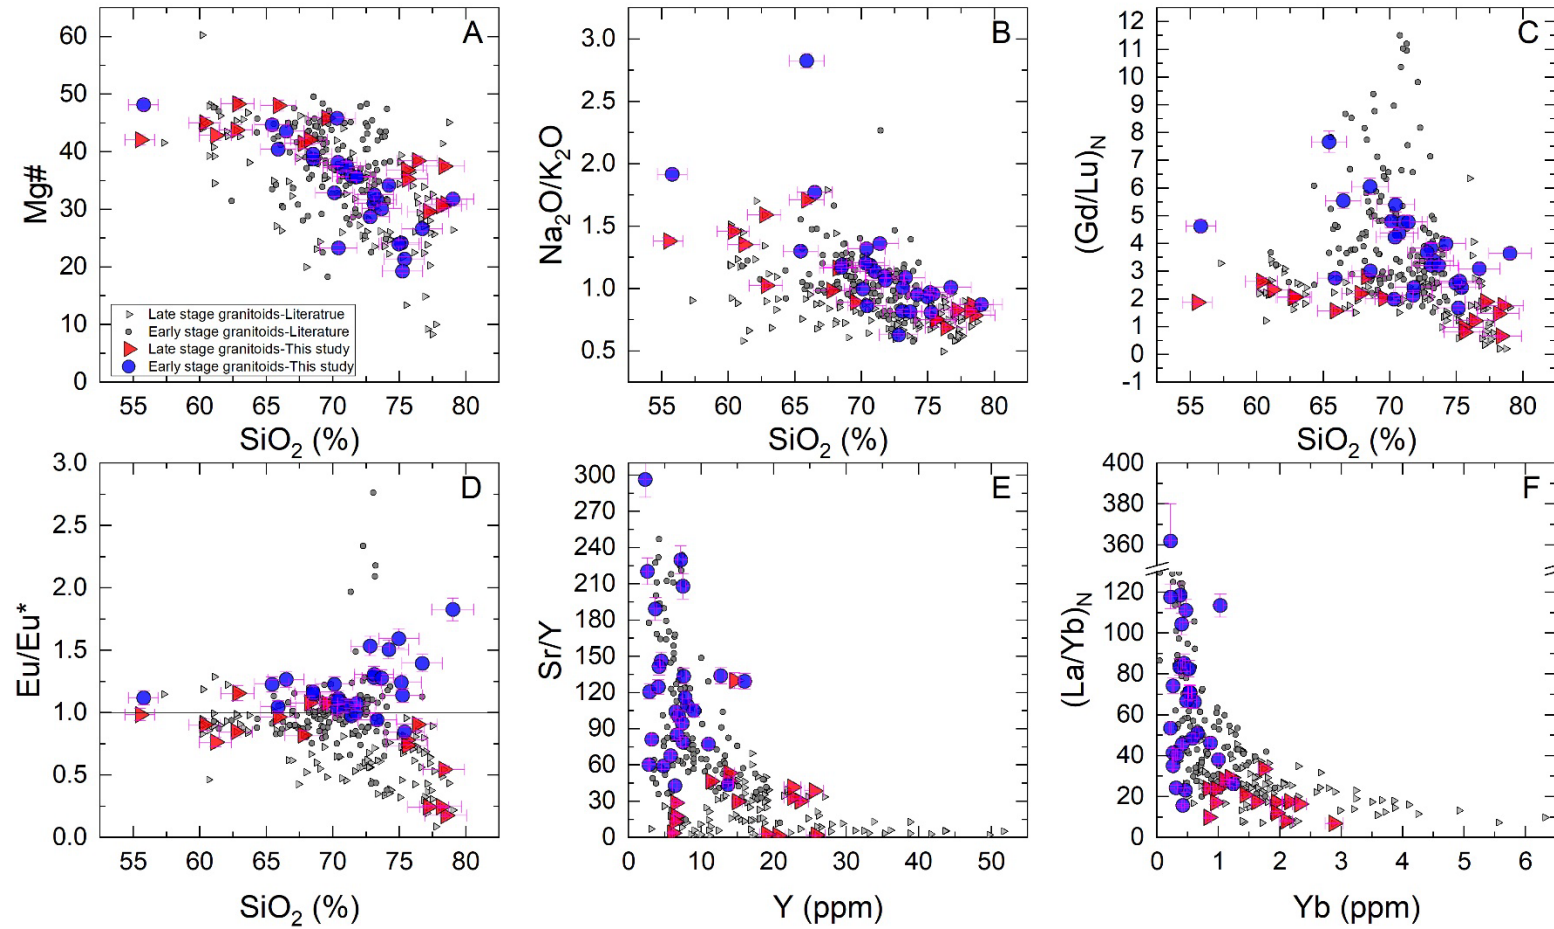 A
60
50
40
30
20
10
0
Mg#
Late stage granitoids-Literatrue
Early stage granitoids-Literature
Late stage granitoids-This study
Early stage granitoids-This study
55 60 65 70 75 80
SiO2 (%)
B
3.0
2.5
2.0
1.5
1.0
0.5
Na2O/K2O
55 60 65 70 75 80
SiO2 (%)
C
12
11
10
9
8
7
6
5
4
3
2
1
0
-1
(Gd/Lu)N
55 60 65 70 75 80
SiO2 (%)
D
3.0
2.5
2.0
1.5
1.0
0.5
0.0
Eu/Eu*
55 60 65 70 75 80
SiO2 (%)
E
300
270
240
210
180
150
120
90
60
30
0
Sr/Y
0 10 20 30 40 50
Y (ppm)
F
400
380
360
340
120
100
80
60
40
20
0
(La/Yb)N
0 1 2 3 4 5 6
Yb (ppm)